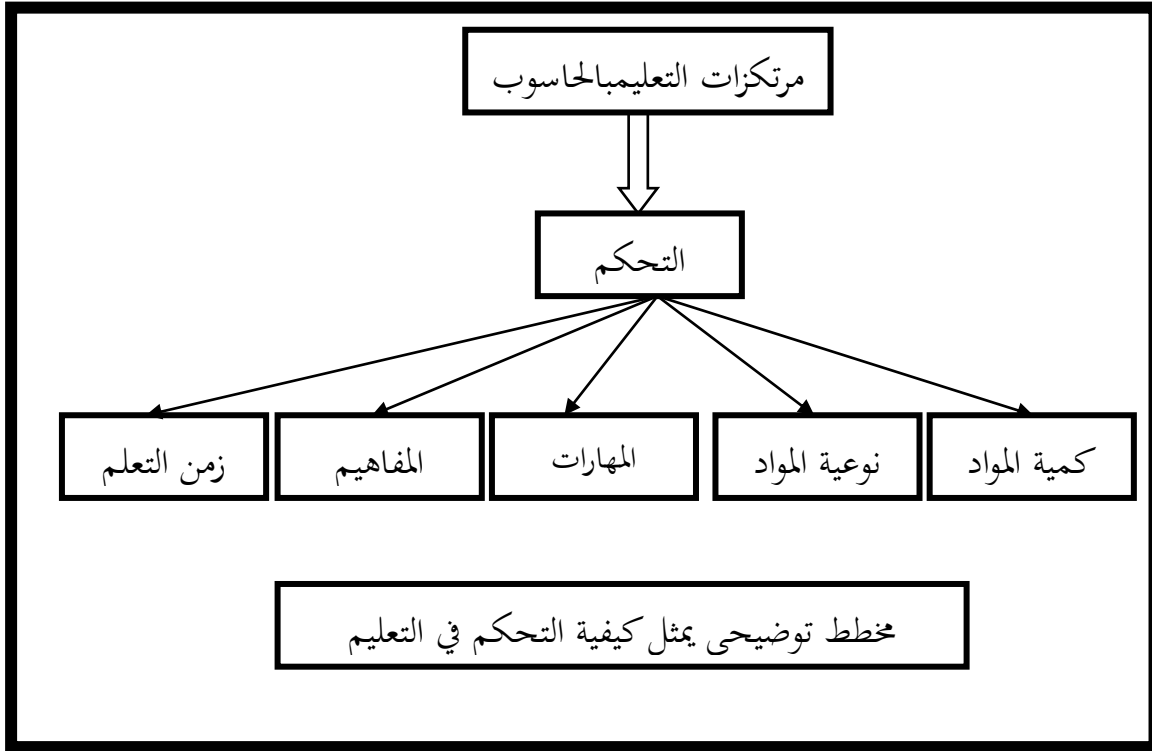 مرتكزات التعليمبالحاسوب
التحكم
كمية المواد
نوعية المواد
المهارات
المفاهيم
زمن التعلم
مخطط توضيحى يمثل كيفية التحكم في التعليم